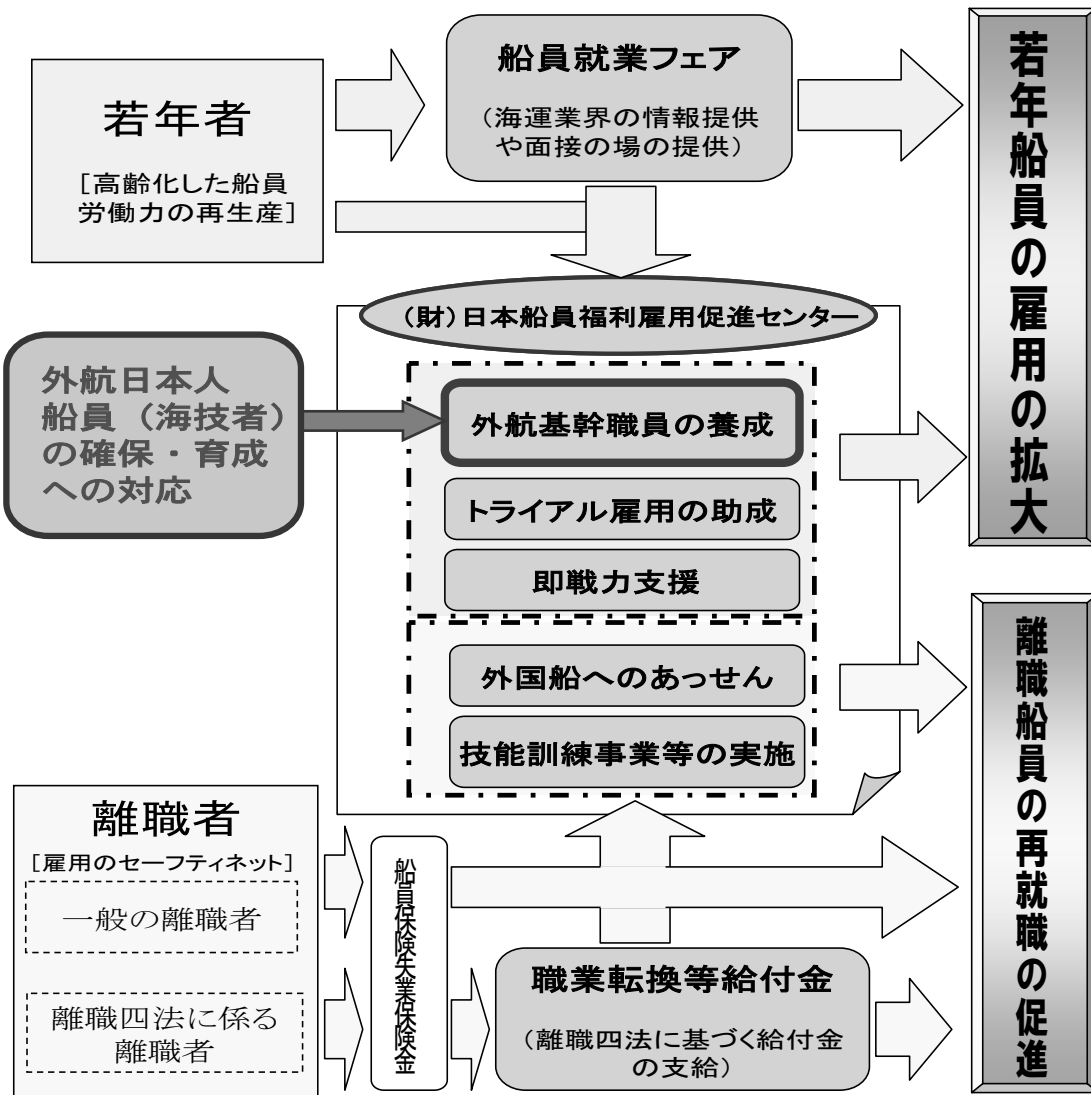 若年者
[高齢化した船員
労働力の再生産]
船員就業フェア
（海運業界の情報提供
や面接の場の提供）
若年船員の雇用の拡大
（財）日本船員福利雇用促進センター
外航日本人
船員（海技者）
の確保・育成
への対応
外航基幹職員の養成
トライアル雇用の助成
即戦力支援
外国船へのあっせん
技能訓練事業等の実施
離職船員の再就職の促進
離職者
[雇用のセーフティネット]
一般の離職者
離職四法に係る
離職者
船員保険失業保険金
職業転換等給付金
（離職四法に基づく給付金
の支給）